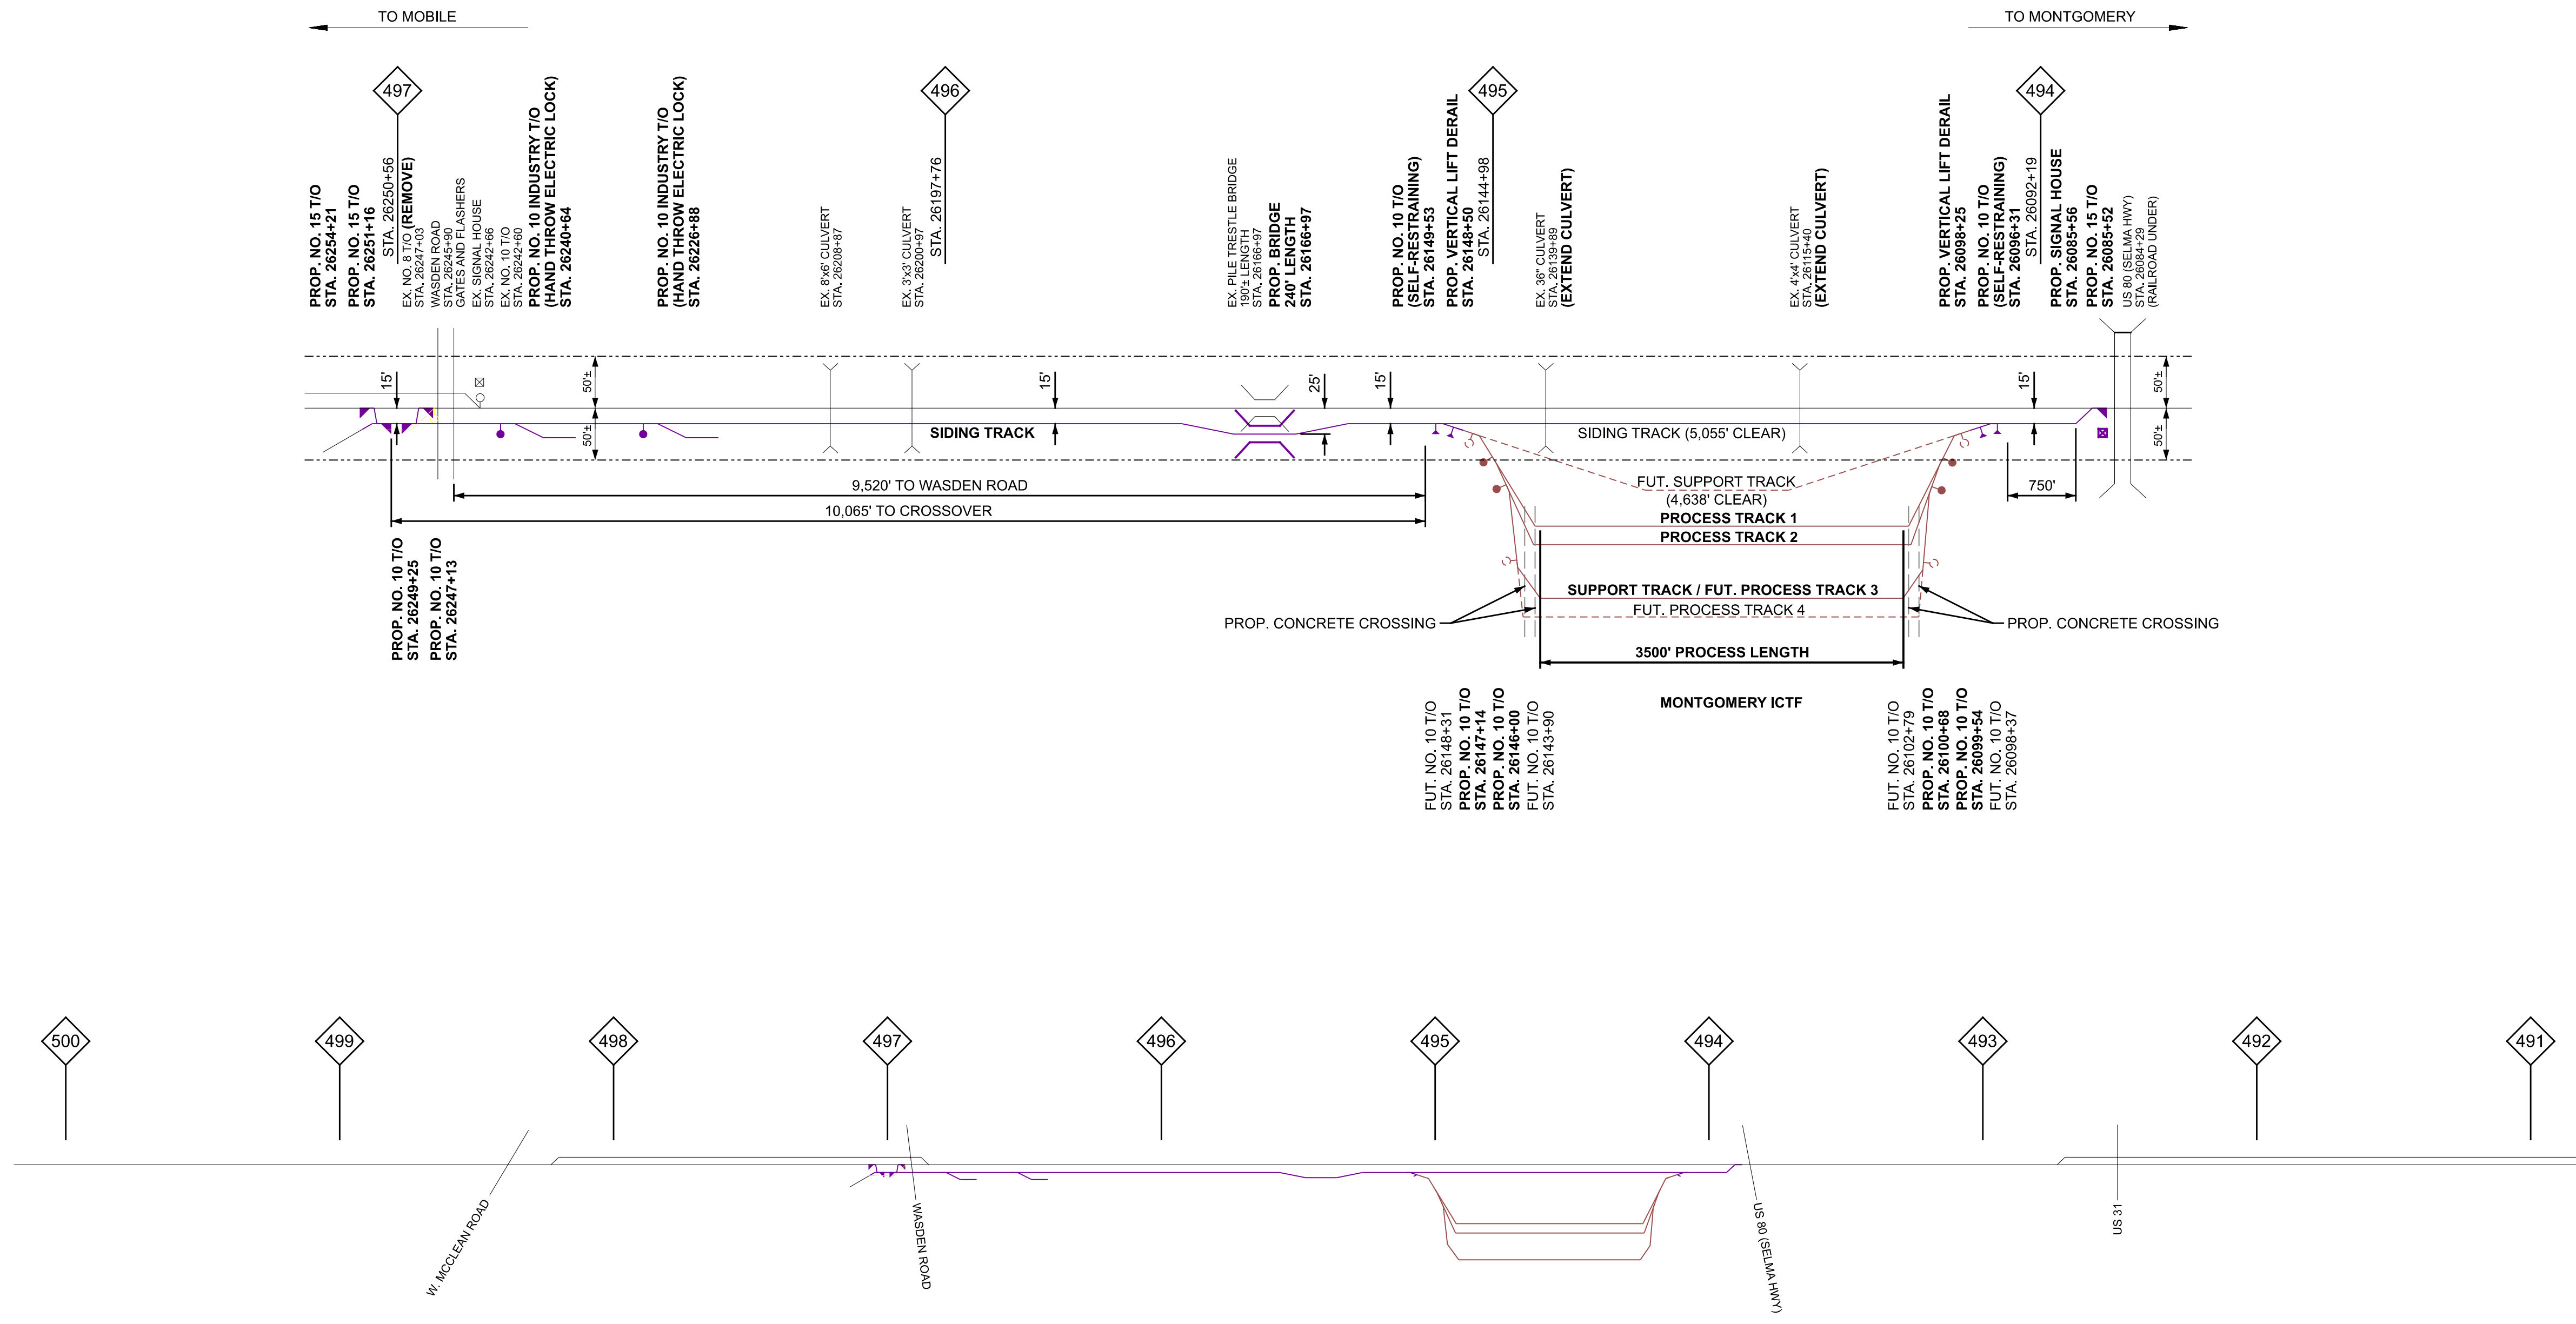 TO MOBILE
TO MONTGOMERY
497
496
495
494
PROP. NO. 15 T/O
STA. 26254+21
PROP. NO. 15 T/O
STA. 26251+16
STA. 26250+56
EX. NO. 8 T/O (REMOVE)
STA. 26247+03
WASDEN ROAD
STA. 26245+90
GATES AND FLASHERS
EX. SIGNAL HOUSE
STA. 26242+66
EX. NO. 10 T/O
STA. 26242+60
PROP. NO. 10 INDUSTRY T/O
(HAND THROW ELECTRIC LOCK)
STA. 26240+64
PROP. NO. 10 INDUSTRY T/O
(HAND THROW ELECTRIC LOCK)
STA. 26226+88
EX. 8'x6' CULVERT
STA. 26208+87
EX. 3'x3' CULVERT
STA. 26200+97
STA. 26197+76
EX. PILE TRESTLE BRIDGE
190'± LENGTH
STA. 26166+97
PROP. BRIDGE
240' LENGTH
STA. 26166+97
PROP. NO. 10 T/O
(SELF-RESTRAINING)
STA. 26149+53
PROP. VERTICAL LIFT DERAIL
STA. 26148+50
STA. 26144+98
EX. 36" CULVERT
STA. 26139+89
(EXTEND CULVERT)
EX. 4'x4' CULVERT
STA. 26115+40
(EXTEND CULVERT)
PROP. VERTICAL LIFT DERAIL
STA. 26098+25
PROP. NO. 10 T/O
(SELF-RESTRAINING)
STA. 26096+31
STA. 26092+19
PROP. SIGNAL HOUSE
STA. 26085+56
PROP. NO. 15 T/O
STA. 26085+52
US 80 (SELMA HWY)
STA. 26084+29
(RAILROAD UNDER)
15'
50'±
15'
25'
15'
15'
50'±
50'±
50'±
SIDING TRACK
SIDING TRACK (5,055' CLEAR)
9,520' TO WASDEN ROAD
10,065' TO CROSSOVER
FUT. SUPPORT TRACK
(4,638' CLEAR)
750'
PROCESS TRACK 1
PROCESS TRACK 2
SUPPORT TRACK / FUT. PROCESS TRACK 3
FUT. PROCESS TRACK 4
PROP. CONCRETE CROSSING
PROP. CONCRETE CROSSING
3500' PROCESS LENGTH
PROP. NO. 10 T/O
STA. 26249+25
PROP. NO. 10 T/O
STA. 26247+13
MONTGOMERY ICTF
FUT. NO. 10 T/O
STA. 26148+31
PROP. NO. 10 T/O
STA. 26147+14
PROP. NO. 10 T/O
STA. 26146+00
FUT. NO. 10 T/O
STA. 26143+90
FUT. NO. 10 T/O
STA. 26102+79
PROP. NO. 10 T/O
STA. 26100+68
PROP. NO. 10 T/O
STA. 26099+54
FUT. NO. 10 T/O
STA. 26098+37
500
499
498
497
496
495
494
493
492
491
W. MCCLEAN ROAD
WASDEN ROAD
US 80 (SELMA HWY)
US 31